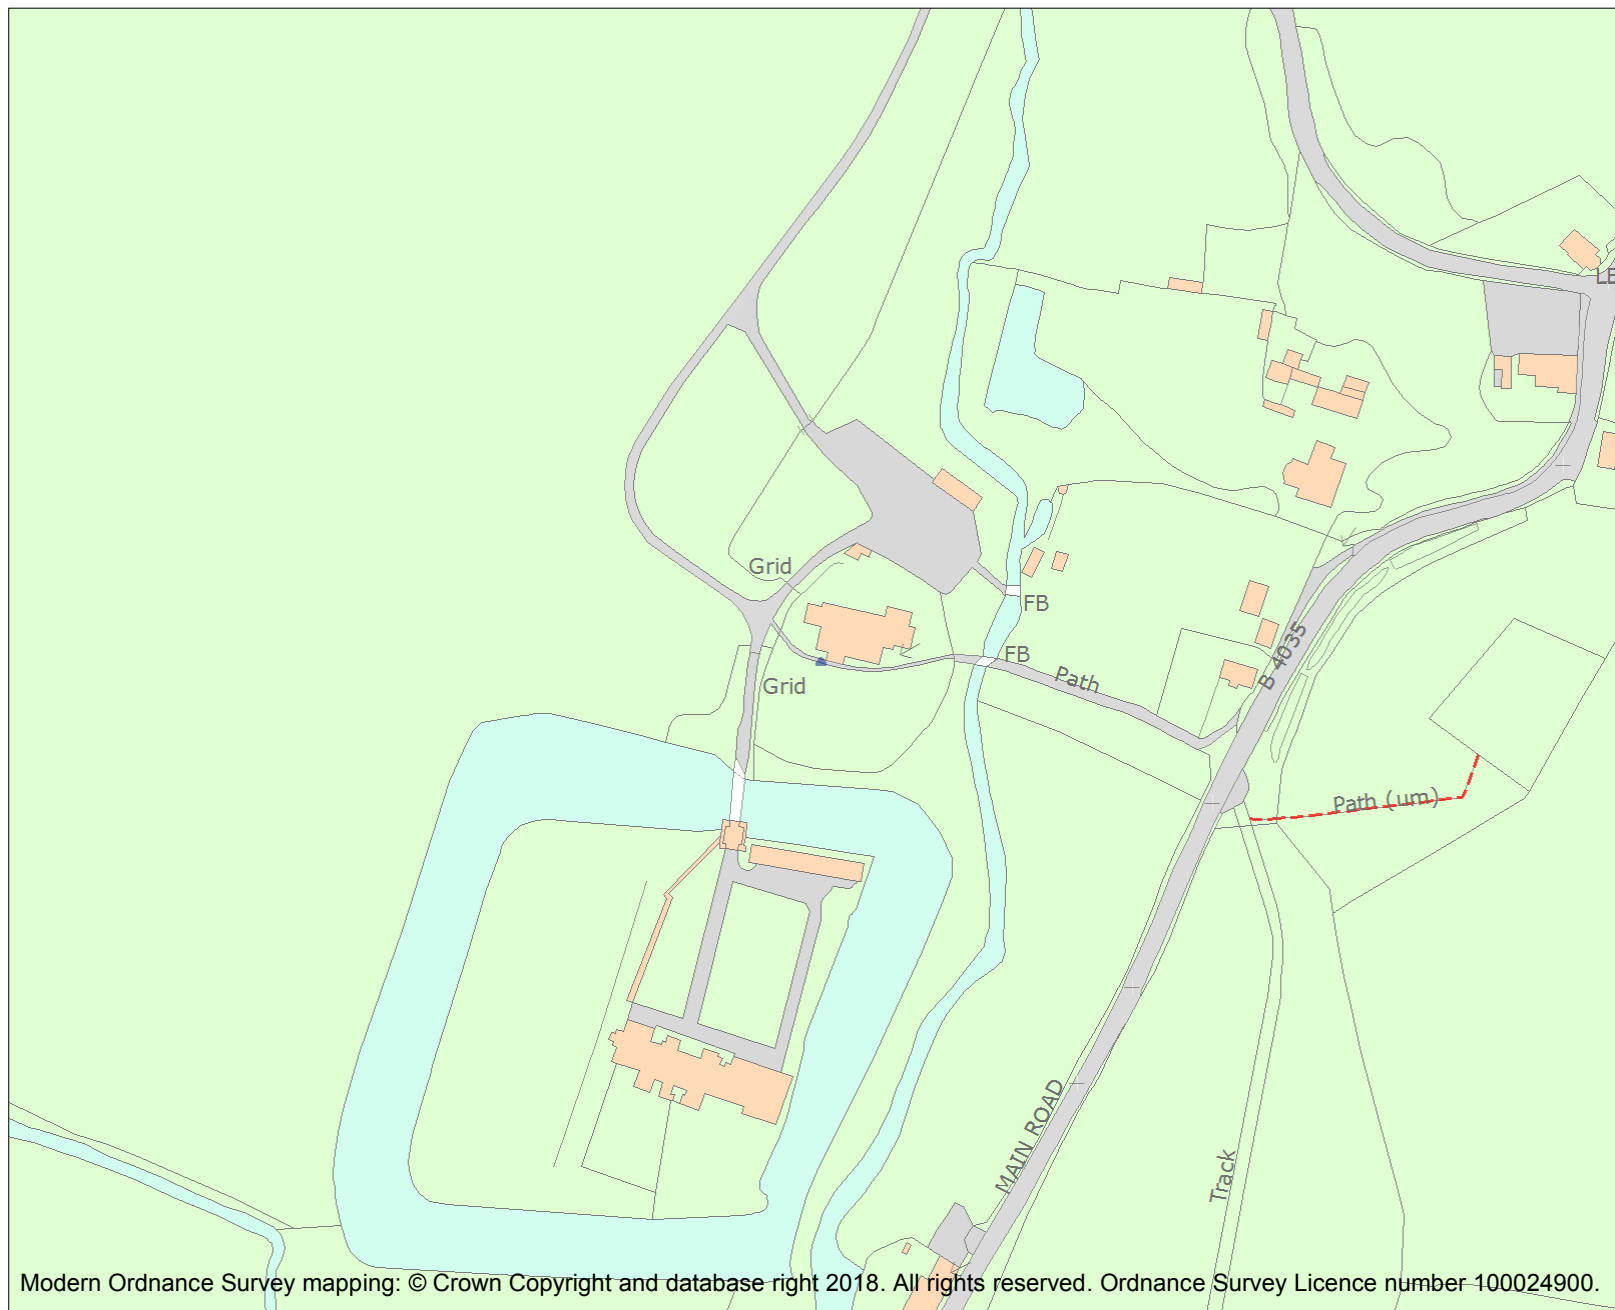 LE
Grid
FB
B 4035
FB
Path
Grid
Path (um)
MAIN ROAD
Track
Modern Ordnance Survey mapping: © Crown Copyright and database right 2018. All rights reserved. Ordnance Survey Licence number 100024900.